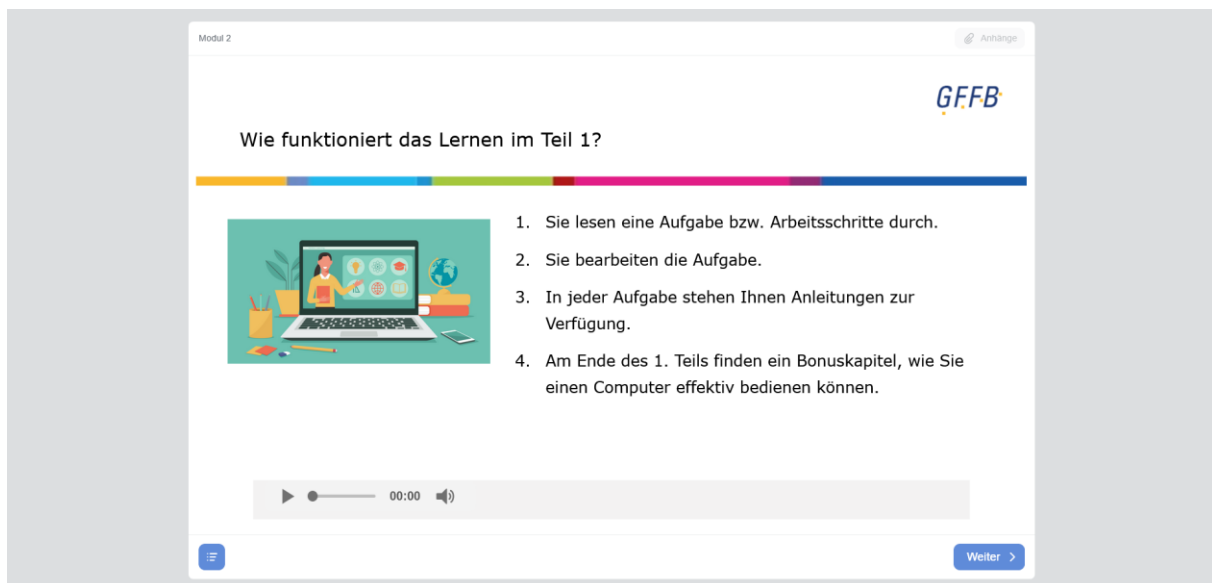 Modul 2
Anhänge
GFFB
Wie funktioniert das Lernen im Teil 1?
1. Sie lesen eine Aufgabe bzw. Arbeitsschritte durch.
2. Sie bearbeiten die Aufgabe.
3. In jeder Aufgabe stehen Ihnen Anleitungen zur
Verfügung.
4. Am Ende des 1. Teils finden ein Bonuskapitel, wie Sie
einen Computer effektiv bedienen können.
00:00
Weiter